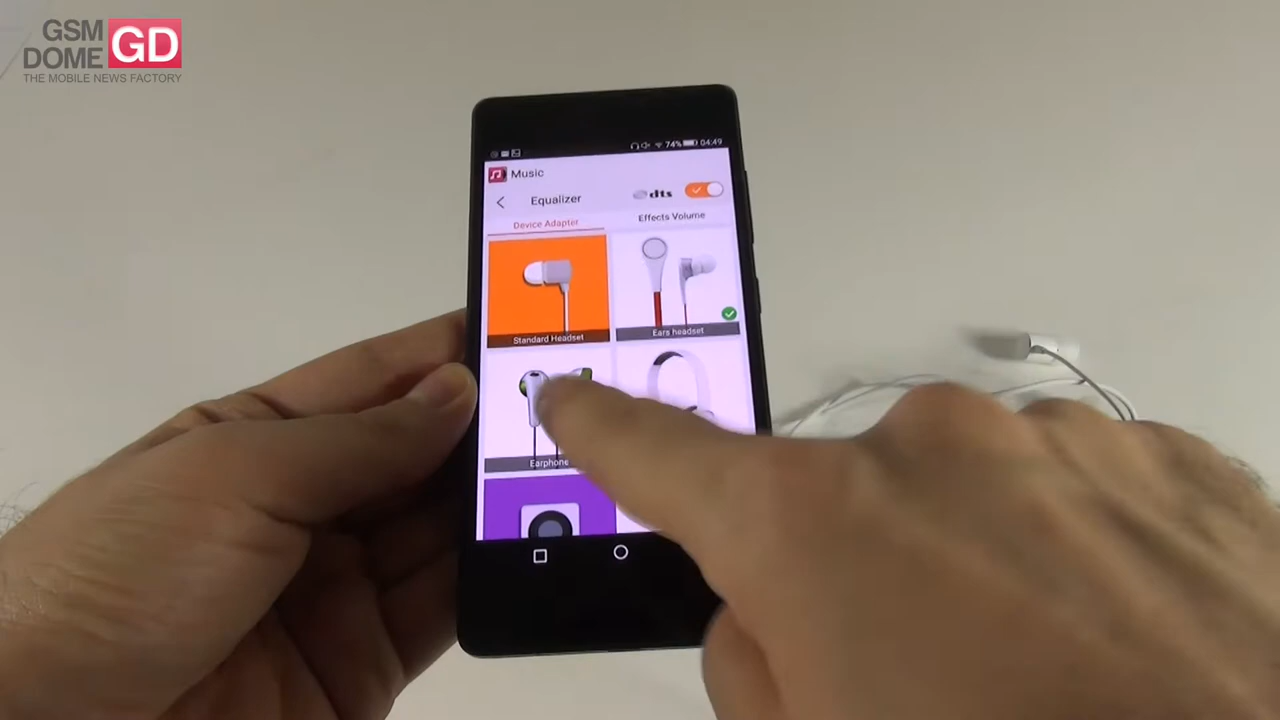 GSM
DOME GD
THE MOBILE NEWS FACTORY
74% 04:49
Music
Equalizer dts
Device Adapter Effects Volume
Standard Headset Ears headset
Earphone